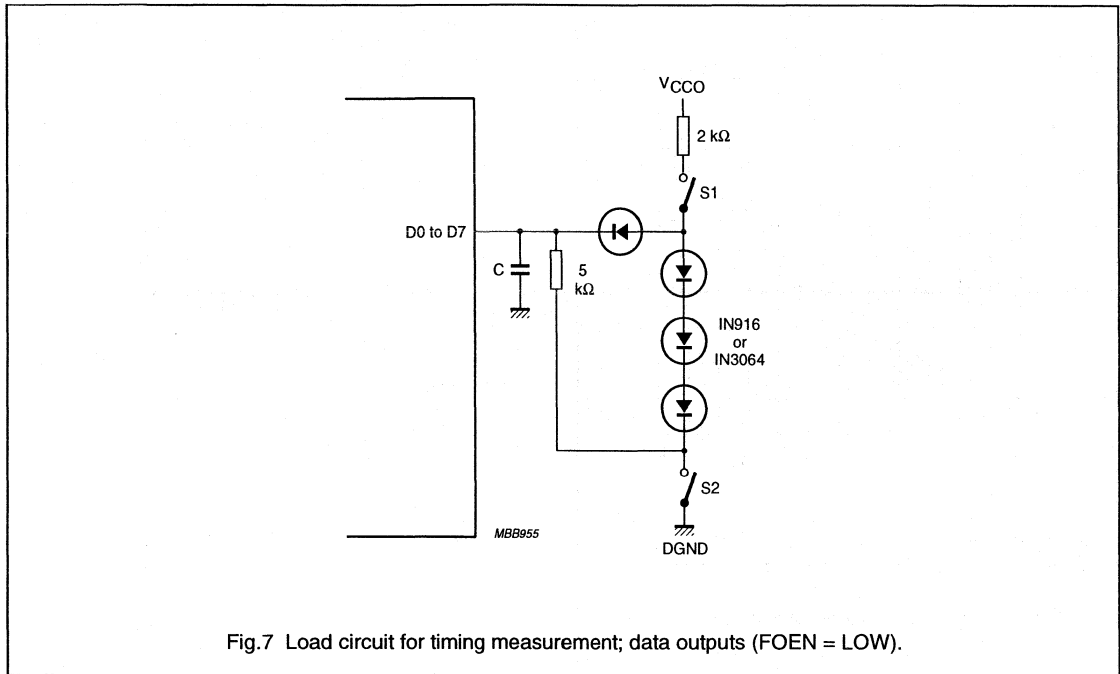 VCCO
2 kΩ
S1
D0 to D7
C
5
kΩ
IN916
or
IN3064
S2
MBB955
DGND
Fig.7 Load circuit for timing measurement; data outputs (FOEN = LOW).